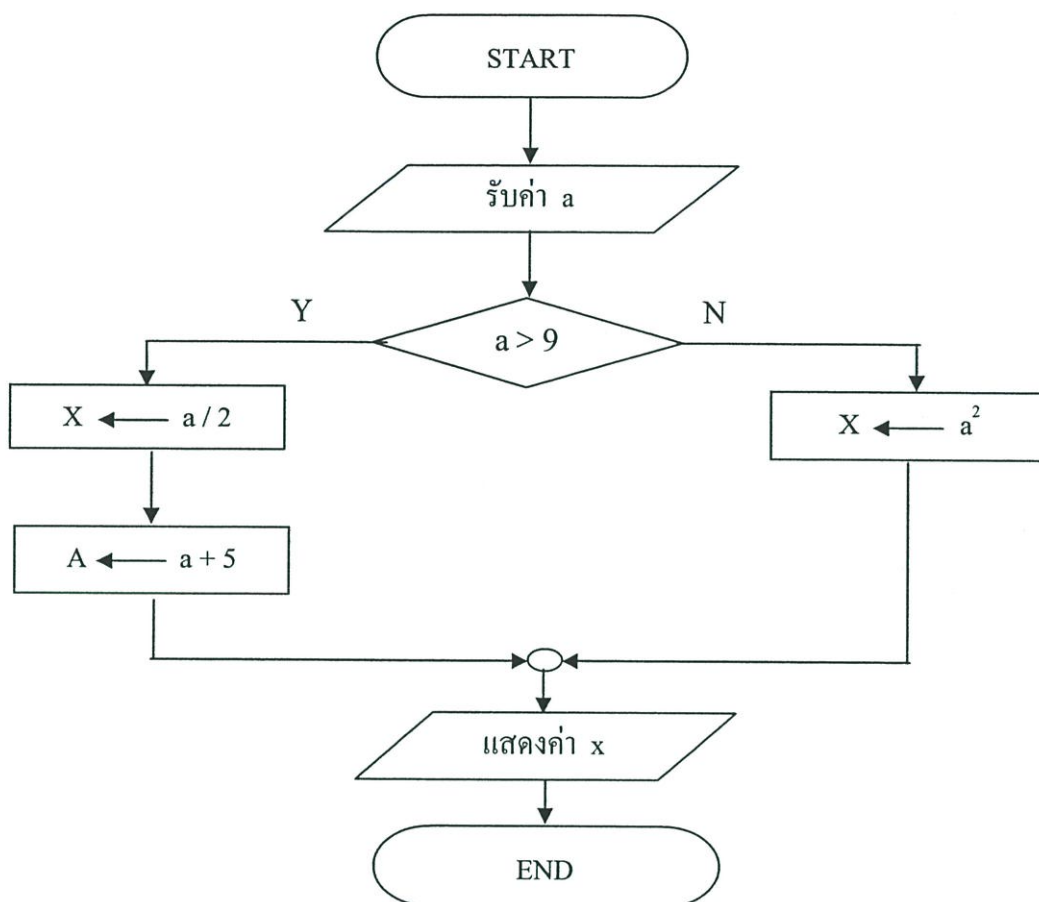 START
รับค่า a
Y
a > 9
N
X ← a / 2
X ← a²
A ← a + 5
แสดงค่า x
END